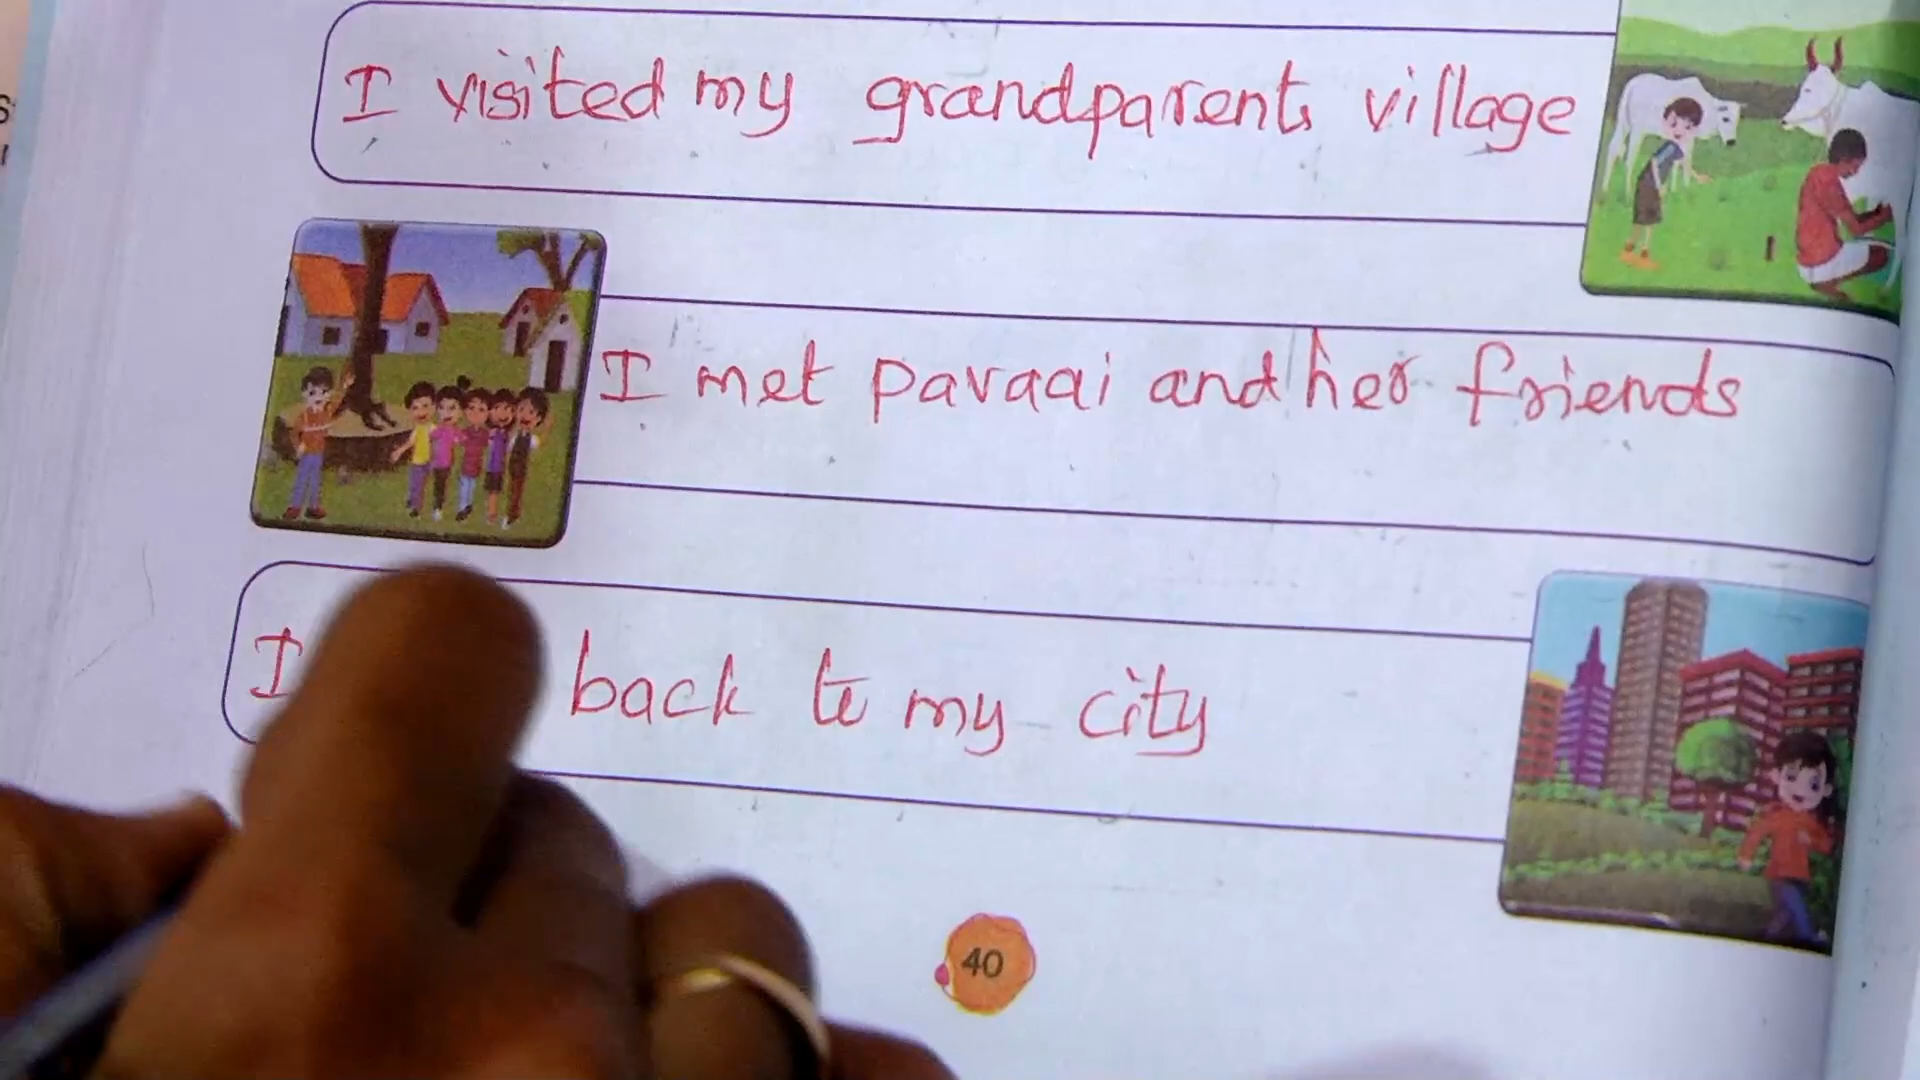 I visited my grandparents village
I met pavaai and her friends
I back to my city
40